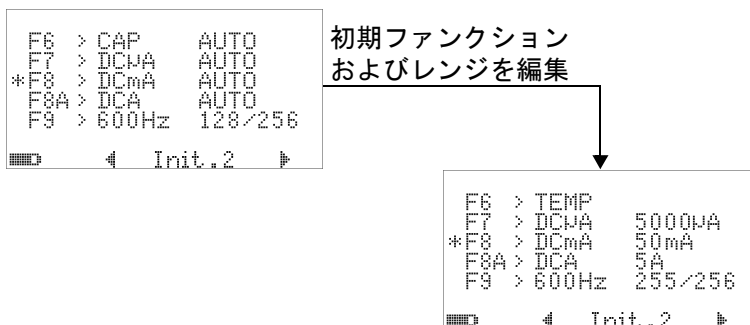 F6 > CAP AUTO
F7 > DCμA AUTO
*F8 > DCmA AUTO
F8A > DCA AUTO
F9 > 600Hz 128/256
Init.2
初期ファンクション
およびレンジを編集
F6 > TEMP
F7 > DCμA 5000μA
*F8 > DCmA 50mA
F8A > DCA 5A
F9 > 600Hz 255/256
Init.2